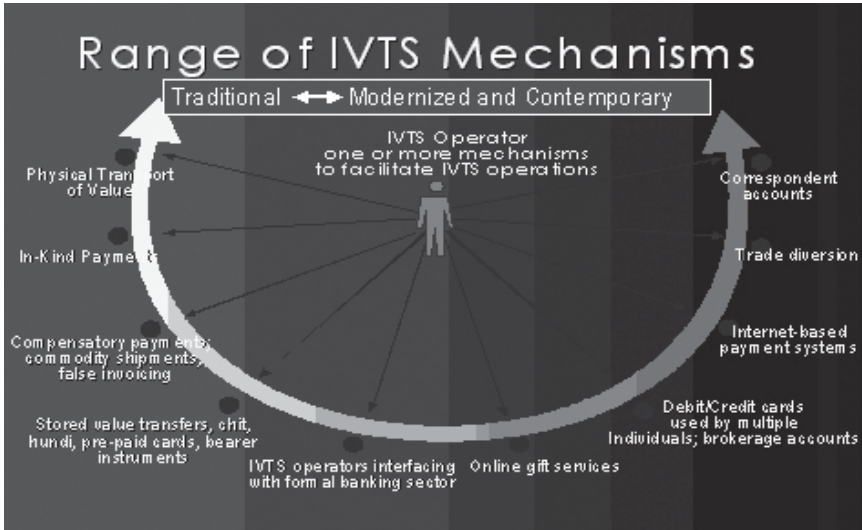 Range of IVTS Mechanisms
Traditional ↔ Modernized and Contemporary
IVTS Operator
one or more mechanisms
to facilitate IVTS operations
Physical Transport
of Value
In-Kind Payments
Compensatory payments;
commodity shipments,
false invoicing
Stored value transfers, chit,
hundi, pre-paid cards, bearer
instruments
IVTS operators interfacing
with formal banking sector
Online gift services
Debit/Credit cards
used by multiple
Individuals; brokerage accounts
Internet-based
payment systems
Trade diversion
Correspondent
accounts